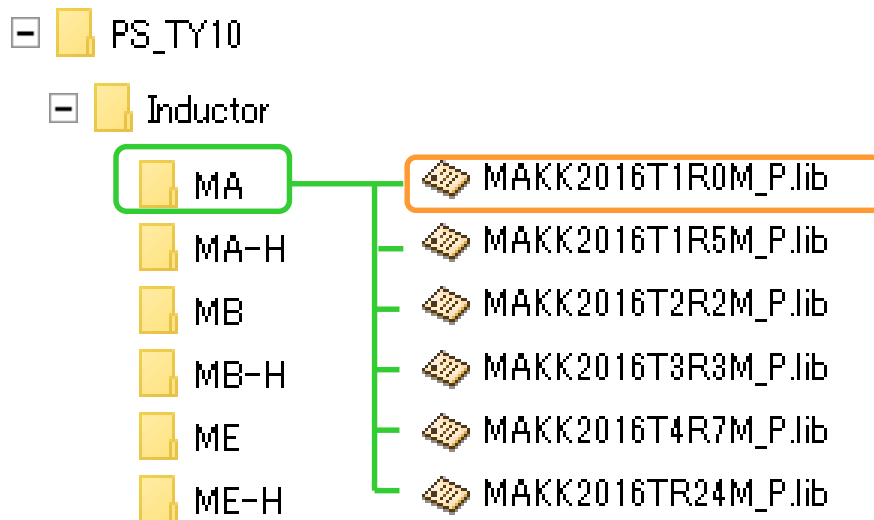 PS_TY10
Inductor
MA
MAKK2016T1R0M_P.lib
MA-H
MAKK2016T1R5M_P.lib
MB
MAKK2016T2R2M_P.lib
MB-H
MAKK2016T3R3M_P.lib
ME
MAKK2016T4R7M_P.lib
ME-H
MAKK2016TR24M_P.lib